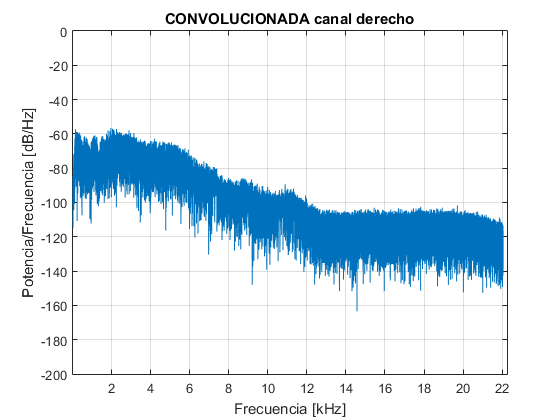 CONVOLUCIONADA canal derecho
Potencia/Frecuencia [dB/Hz]
0
-20
-40
-60
-80
-100
-120
-140
-160
-180
-200
2 4 6 8 10 12 14 16 18 20 22
Frecuencia [kHz]